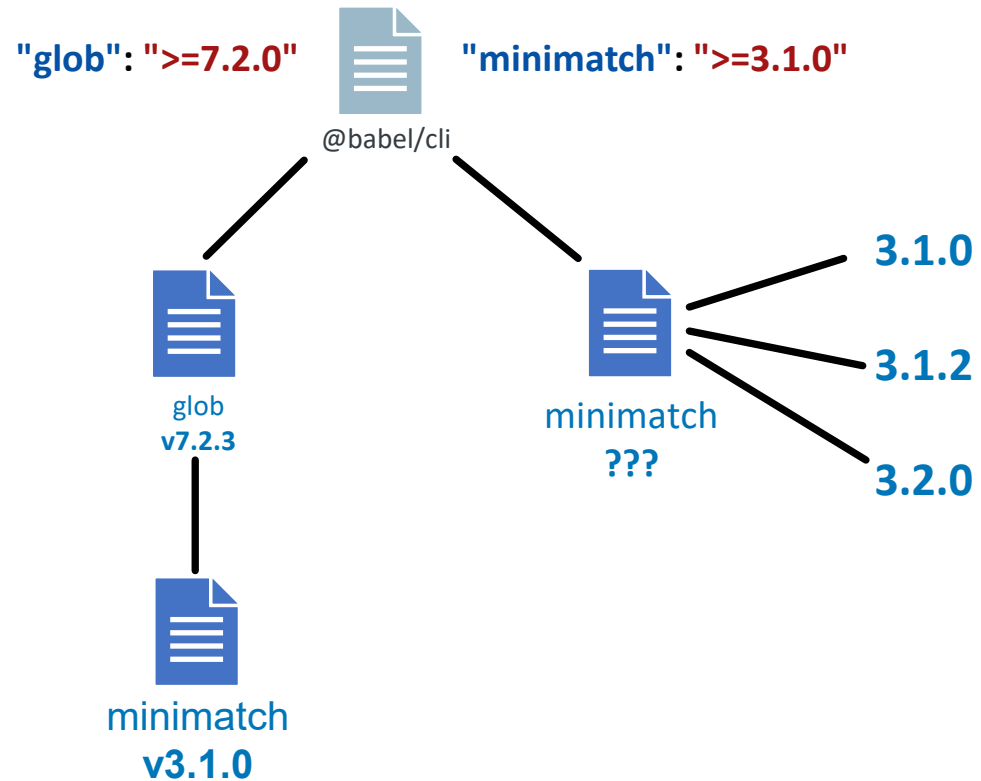 "glob": ">=7.2.0"
"minimatch": ">=3.1.0"
@babel/cli
glob
v7.2.3
minimatch
???
3.1.0
3.1.2
3.2.0
minimatch
v3.1.0